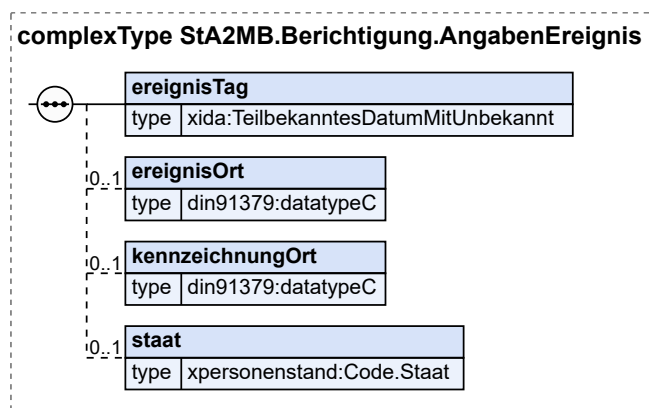 complexType StA2MB.Berichtigung.AngabenEreignis
ereignisTag
type xida:TeilbekanntesDatumMitUnbekannt
0..1
ereignisOrt
type din91379:datatypeC
0..1
kennzeichnungOrt
type din91379:datatypeC
0..1
staat
type xpersonenstand:Code.Staat